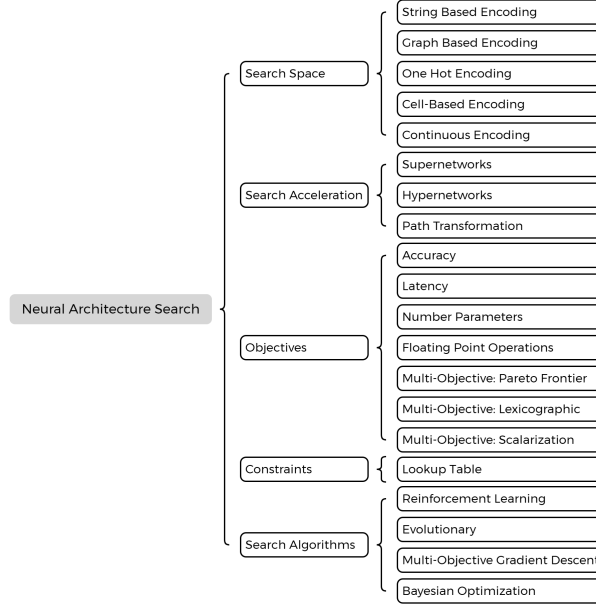 Neural Architecture Search
Search Space
String Based Encoding
Graph Based Encoding
One Hot Encoding
Cell-Based Encoding
Continuous Encoding
Search Acceleration
Supernetworks
Hypernetworks
Path Transformation
Objectives
Accuracy
Latency
Number Parameters
Floating Point Operations
Multi-Objective: Pareto Frontier
Multi-Objective: Lexicographic
Multi-Objective: Scalarization
Constraints
Lookup Table
Search Algorithms
Reinforcement Learning
Evolutionary
Multi-Objective Gradient Descent
Bayesian Optimization